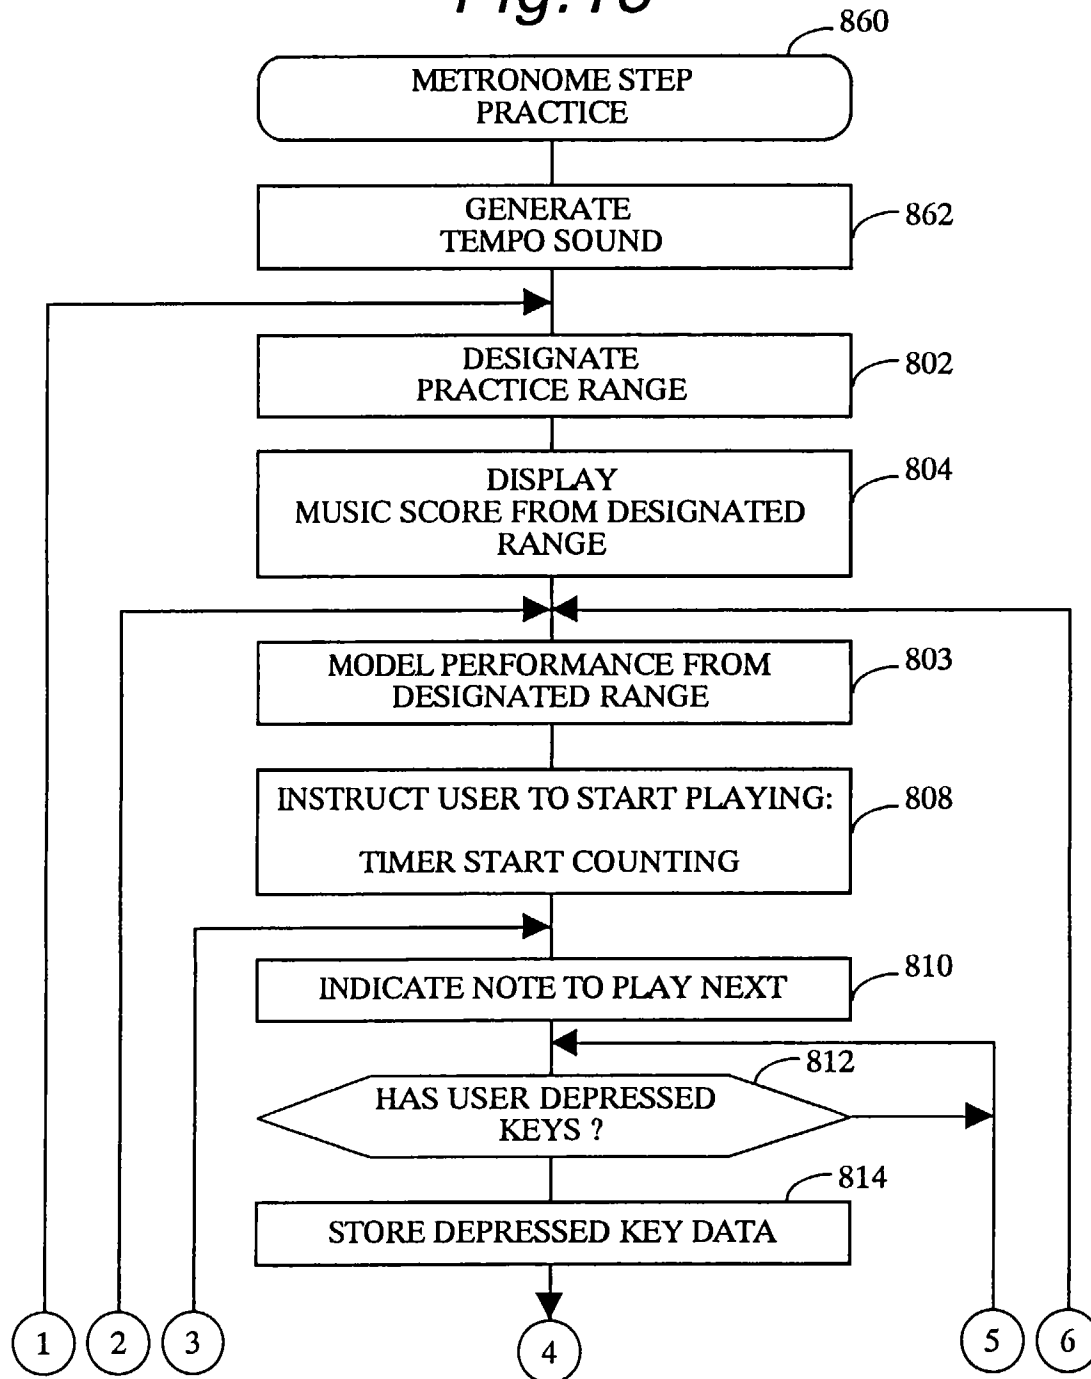 860
METRONOME STEP
PRACTICE
GENERATE
TEMPO SOUND
862
DESIGNATE
PRACTICE RANGE
802
DISPLAY
MUSIC SCORE FROM DESIGNATED
RANGE
804
MODEL PERFORMANCE FROM
DESIGNATED RANGE
803
INSTRUCT USER TO START PLAYING:
TIMER START COUNTING
808
INDICATE NOTE TO PLAY NEXT
810
HAS USER DEPRESSED
KEYS ?
812
814
STORE DEPRESSED KEY DATA
1 2 3 4 5 6